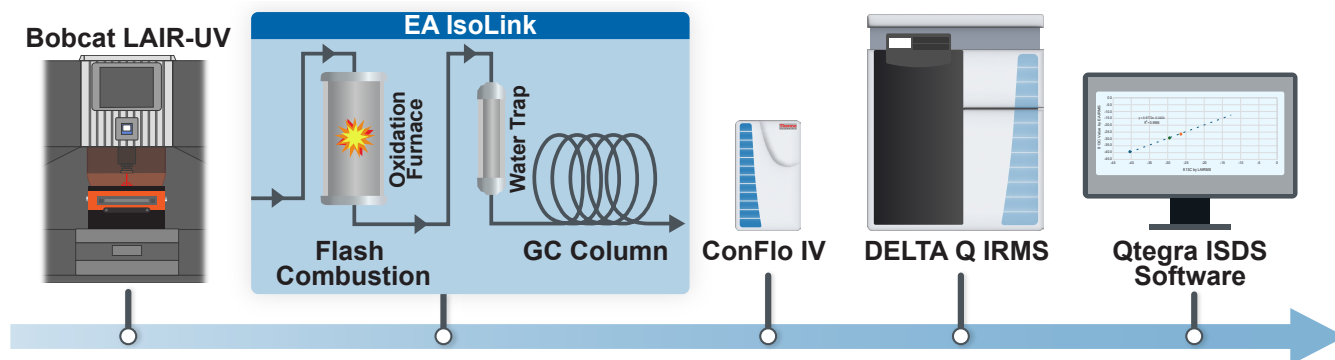 Bobcat LAIR-UV
EA IsoLink
Oxidation
Furnace
Water Trap
Flash
Combustion
GC Column
Thermo
ConFlo IV
DELTA Q IRMS
Qtegra ISDS
Software